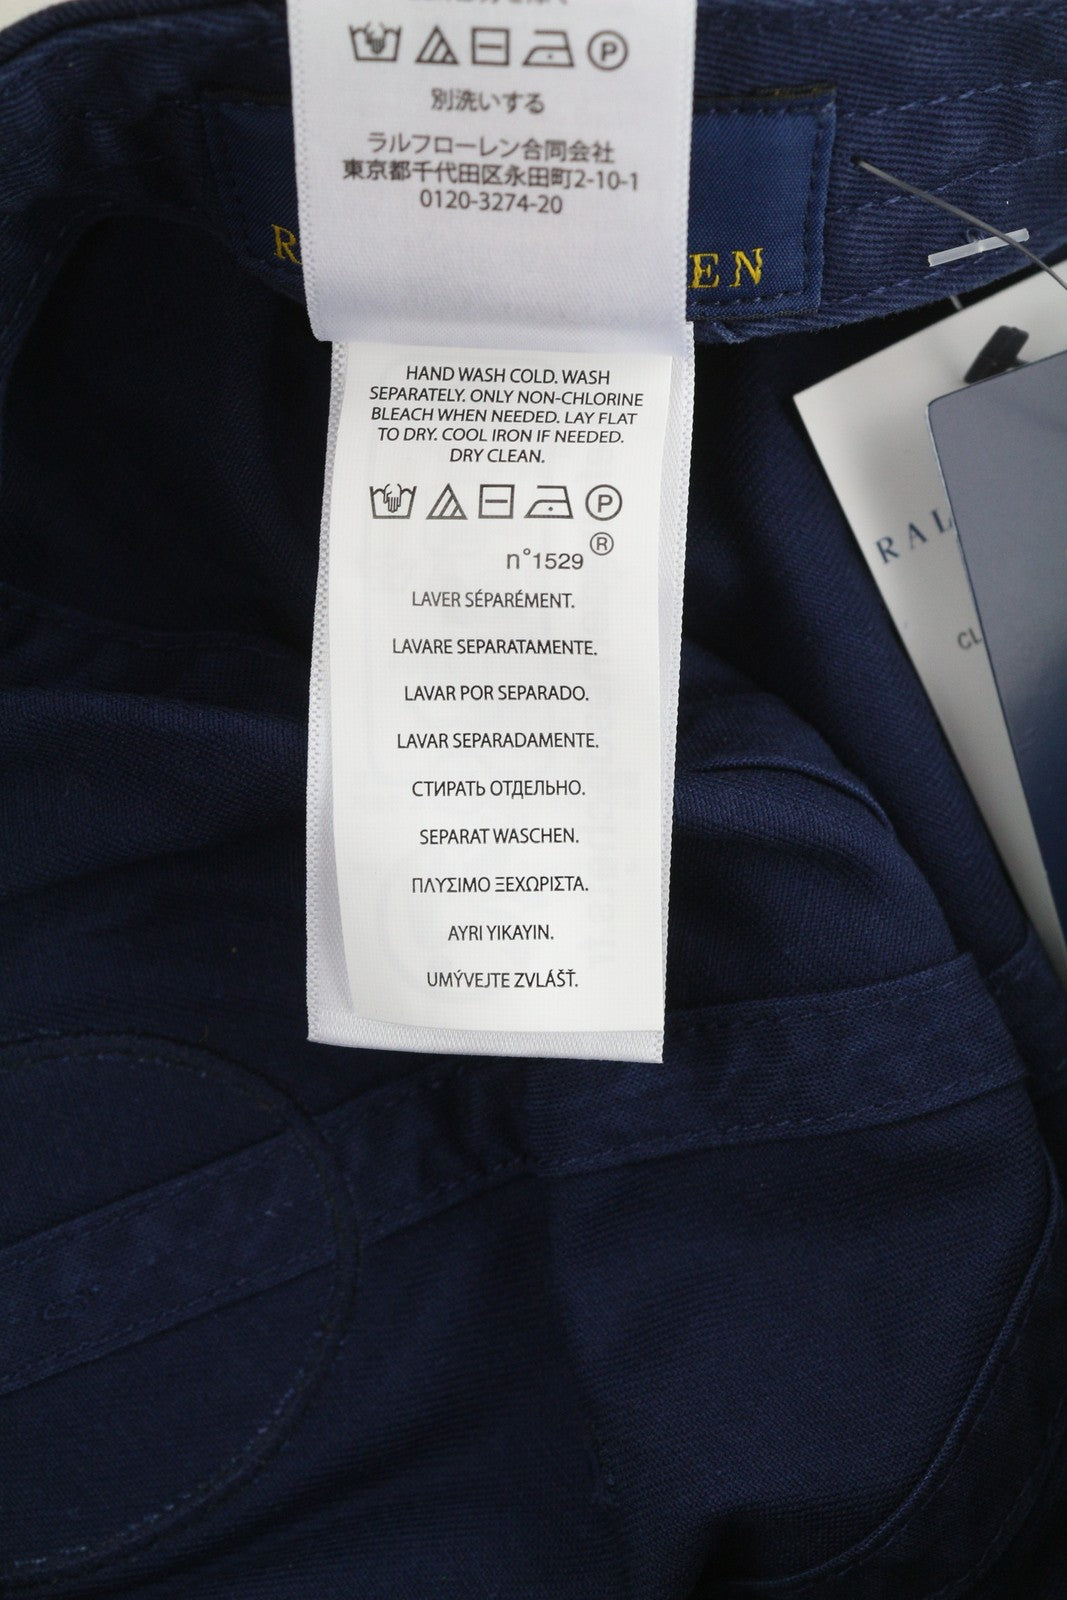 別洗いする
ラルフローレン合同会社
東京都千代田区永田町2-10-1
0120-3274-20
R EN
HAND WASH COLD. WASH
SEPARATELY. ONLY NON-CHLORINE
BLEACH WHEN NEEDED. LAY FLAT
TO DRY. COOL IRON IF NEEDED.
DRY CLEAN.
n°1529 ®
LAVER SÉPARÉMENT.
LAVARE SEPARATAMENTE.
LAVAR POR SEPARADO.
LAVAR SEPARADAMENTE.
СТИРАТЬ ОТДЕЛЬНО.
SEPARAT WASCHEN.
ΠΛΥΣΙΜΟ ΞΕΧΩΡΙΣΤΑ.
AYRI YIKAYIN.
UMÝVEJTE ZVLÁŠŤ.
RAL
CL